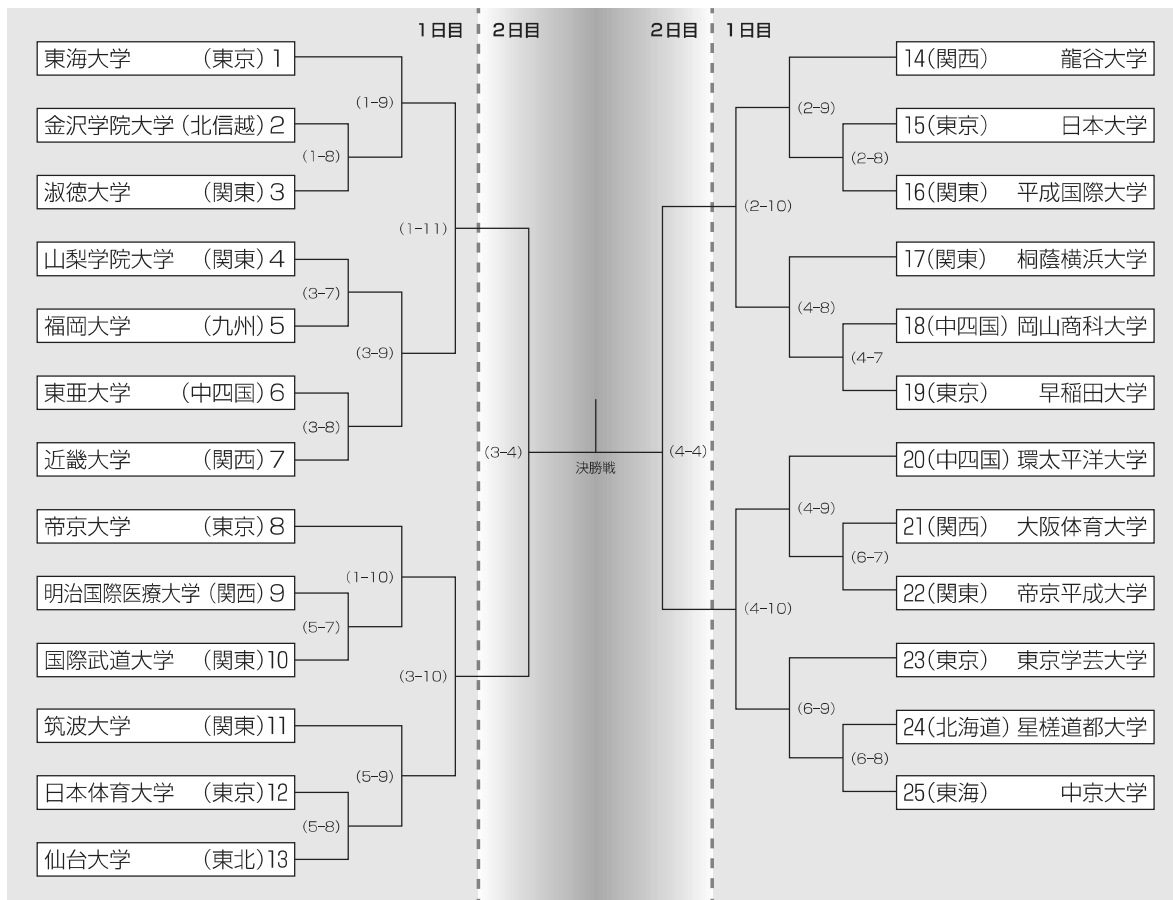 1日目 2日目
2日目 1日目
東海大学 (東京) 1
(1-9)
金沢学院大学 (北信越) 2
(1-8)
淑徳大学 (関東) 3
(1-11)
山梨学院大学 (関東) 4
(3-7)
福岡大学 (九州) 5
(3-9)
東亜大学 (中四国) 6
(3-8)
近畿大学 (関西) 7
(3-4)
帝京大学 (東京) 8
(1-10)
明治国際医療大学 (関西) 9
(5-7)
国際武道大学 (関東) 10
(3-10)
筑波大学 (関東) 11
(5-9)
日本体育大学 (東京) 12
(5-8)
仙台大学 (東北) 13
決勝戦
14 (関西) 龍谷大学
(2-9)
15 (東京) 日本大学
(2-8)
16 (関東) 平成国際大学
(2-10)
17 (関東) 桐蔭横浜大学
(4-8)
18 (中四国) 岡山商科大学
(4-7
19 (東京) 早稲田大学
(4-4)
20 (中四国) 環太平洋大学
(4-9)
21 (関西) 大阪体育大学
(6-7)
22 (関東) 帝京平成大学
(4-10)
23 (東京) 東京学芸大学
(6-9)
24 (北海道) 星槎道都大学
(6-8)
25 (東海) 中京大学